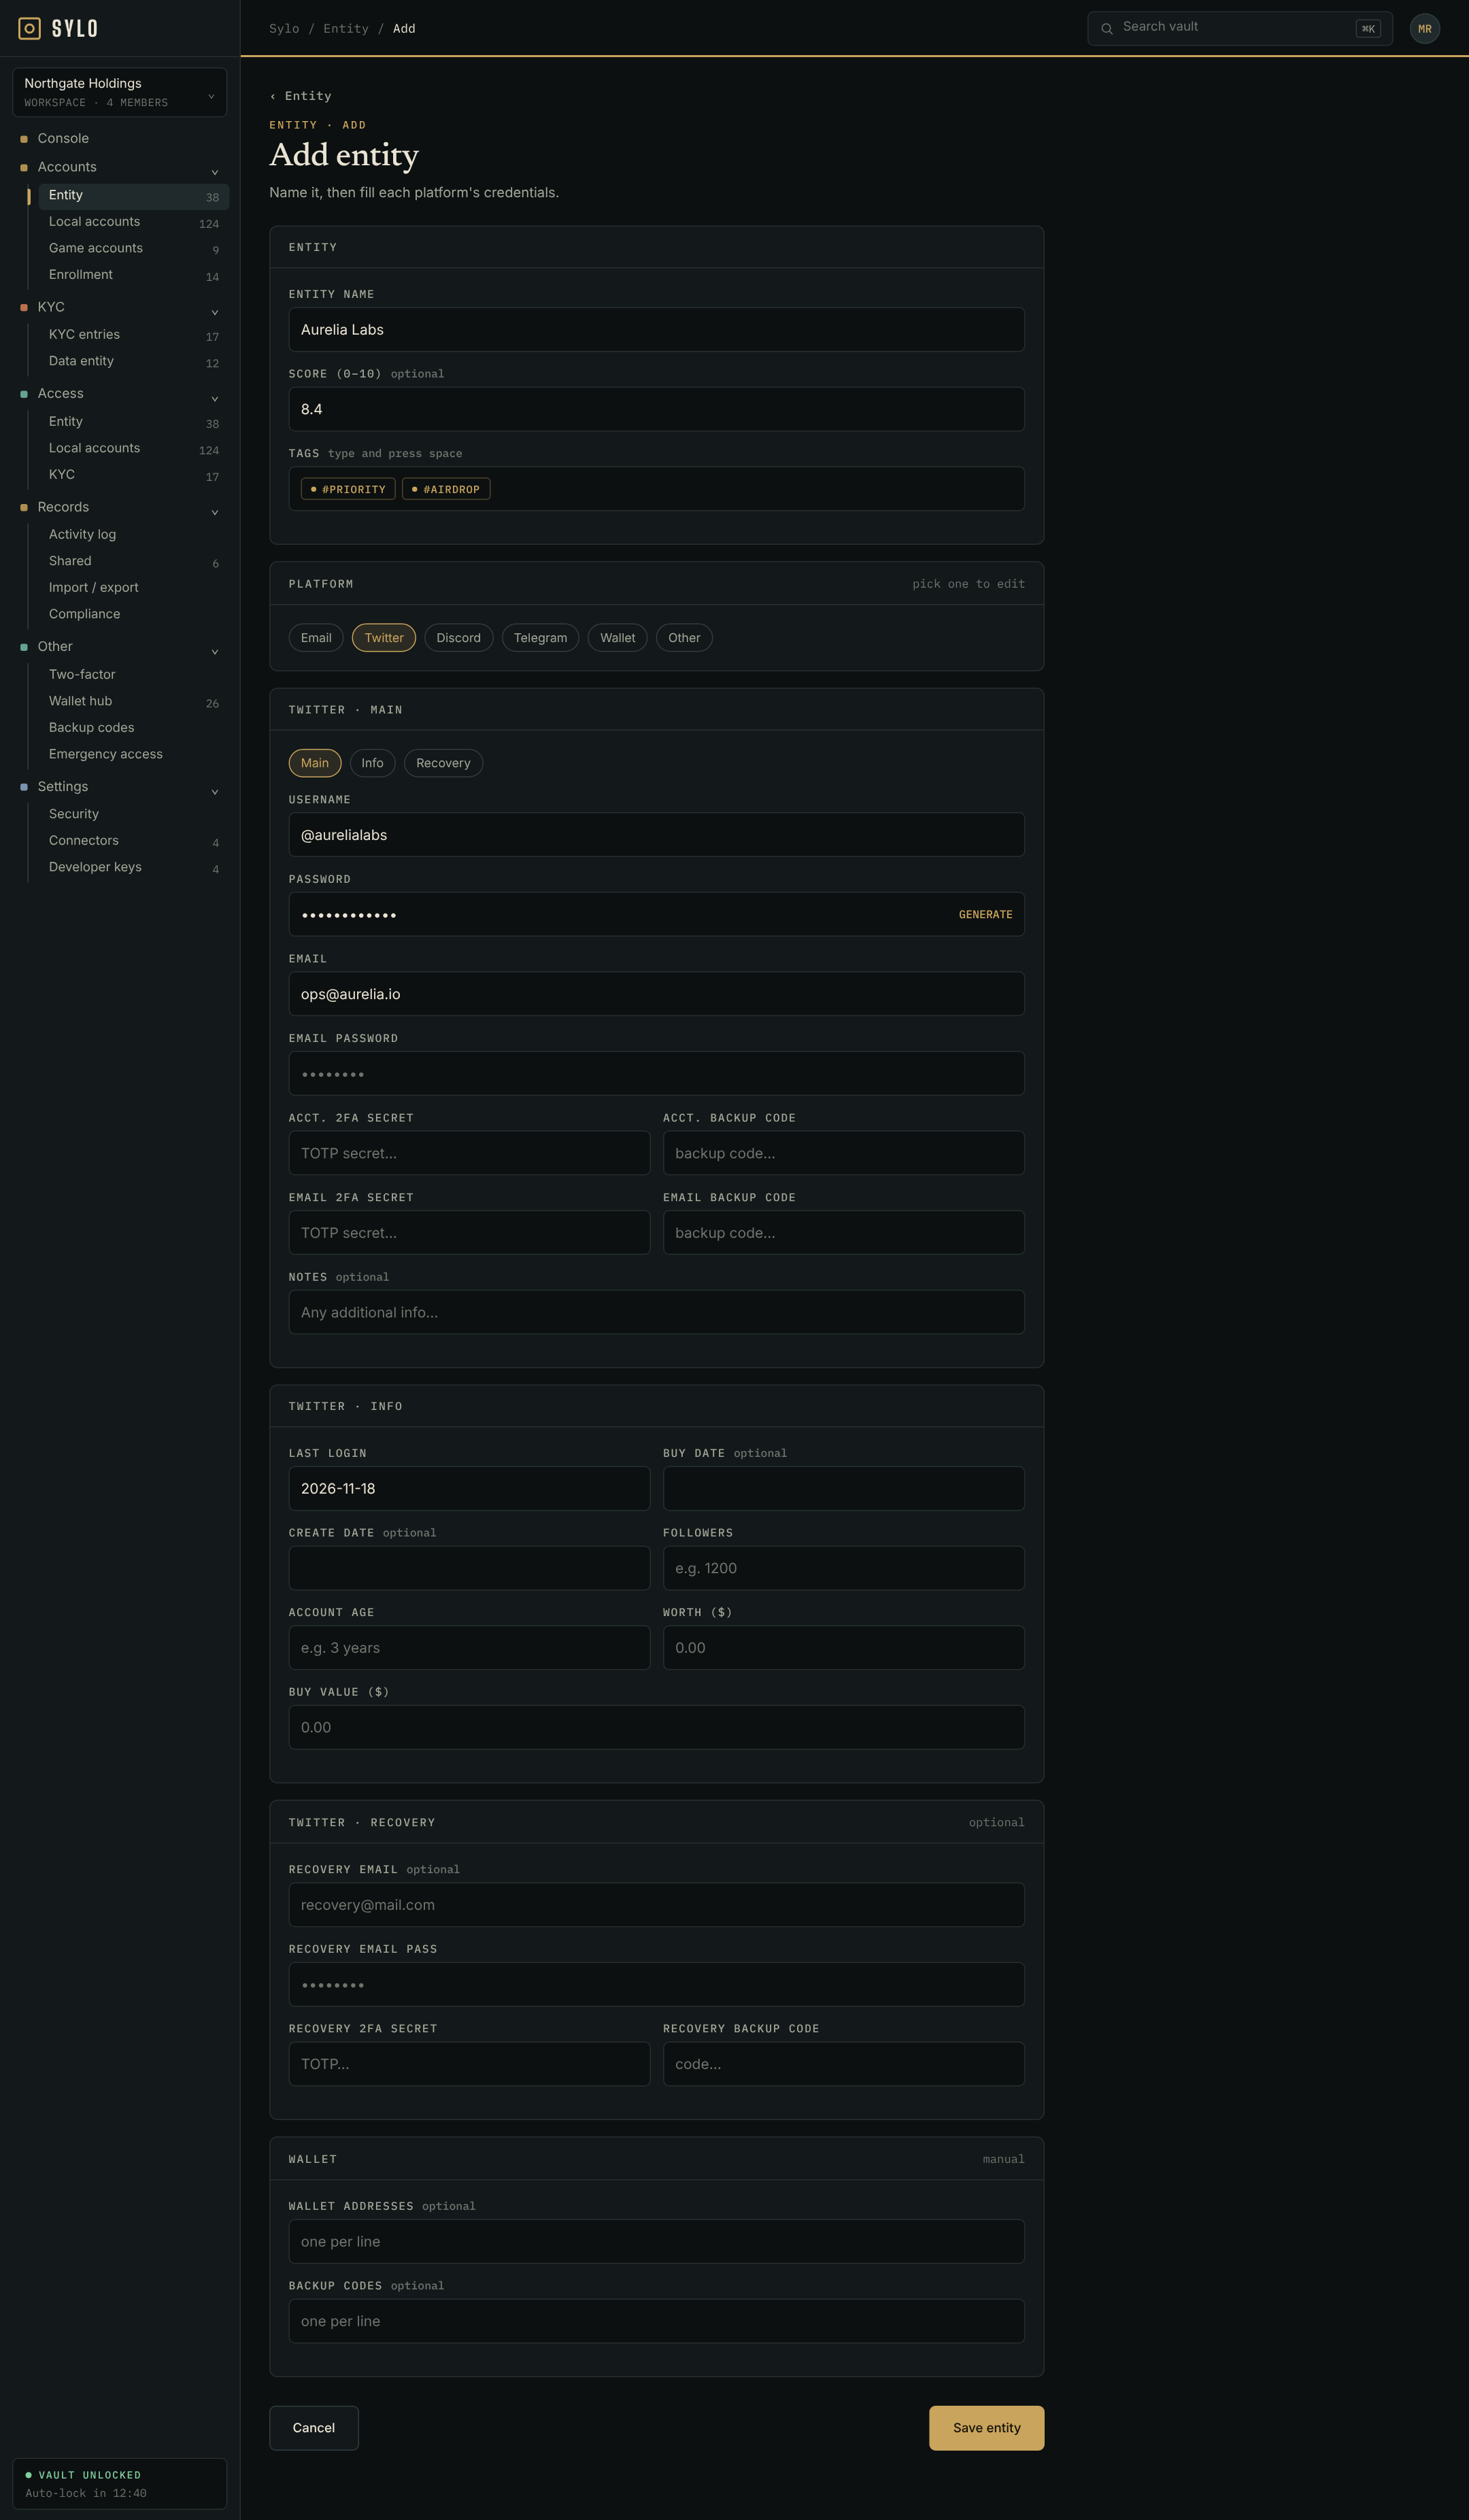 SYLO
Sylo / Entity / Add
Search vault
⌘K
MR
Northgate Holdings
WORKSPACE · 4 MEMBERS
Console
Accounts
Entity 38
Local accounts 124
Game accounts 9
Enrollment 14
KYC
KYC entries 17
Data entity 12
Access
Entity 38
Local accounts 124
KYC 17
Records
Activity log
Shared 6
Import / export
Compliance
Other
Two-factor
Wallet hub 26
Backup codes
Emergency access
Settings
Security
Connectors 4
Developer keys 4
VAULT UNLOCKED
Auto-lock in 12:40
‹ Entity
ENTITY · ADD
Add entity
Name it, then fill each platform's credentials.
ENTITY
ENTITY NAME
Aurelia Labs
SCORE (0–10) optional
8.4
TAGS type and press space
#PRIORITY #AIRDROP
PLATFORM pick one to edit
Email Twitter Discord Telegram Wallet Other
TWITTER · MAIN
Main Info Recovery
USERNAME
@aurelialabs
PASSWORD
•••••••••••• GENERATE
EMAIL
ops@aurelia.io
EMAIL PASSWORD
••••••••
ACCT. 2FA SECRET ACCT. BACKUP CODE
TOTP secret... backup code...
EMAIL 2FA SECRET EMAIL BACKUP CODE
TOTP secret... backup code...
NOTES optional
Any additional info...
TWITTER · INFO
LAST LOGIN BUY DATE optional
2026-11-18
CREATE DATE optional FOLLOWERS
e.g. 1200
ACCOUNT AGE WORTH ($)
e.g. 3 years 0.00
BUY VALUE ($)
0.00
TWITTER · RECOVERY optional
RECOVERY EMAIL optional
recovery@mail.com
RECOVERY EMAIL PASS
••••••••
RECOVERY 2FA SECRET RECOVERY BACKUP CODE
TOTP... code...
WALLET manual
WALLET ADDRESSES optional
one per line
BACKUP CODES optional
one per line
Cancel Save entity